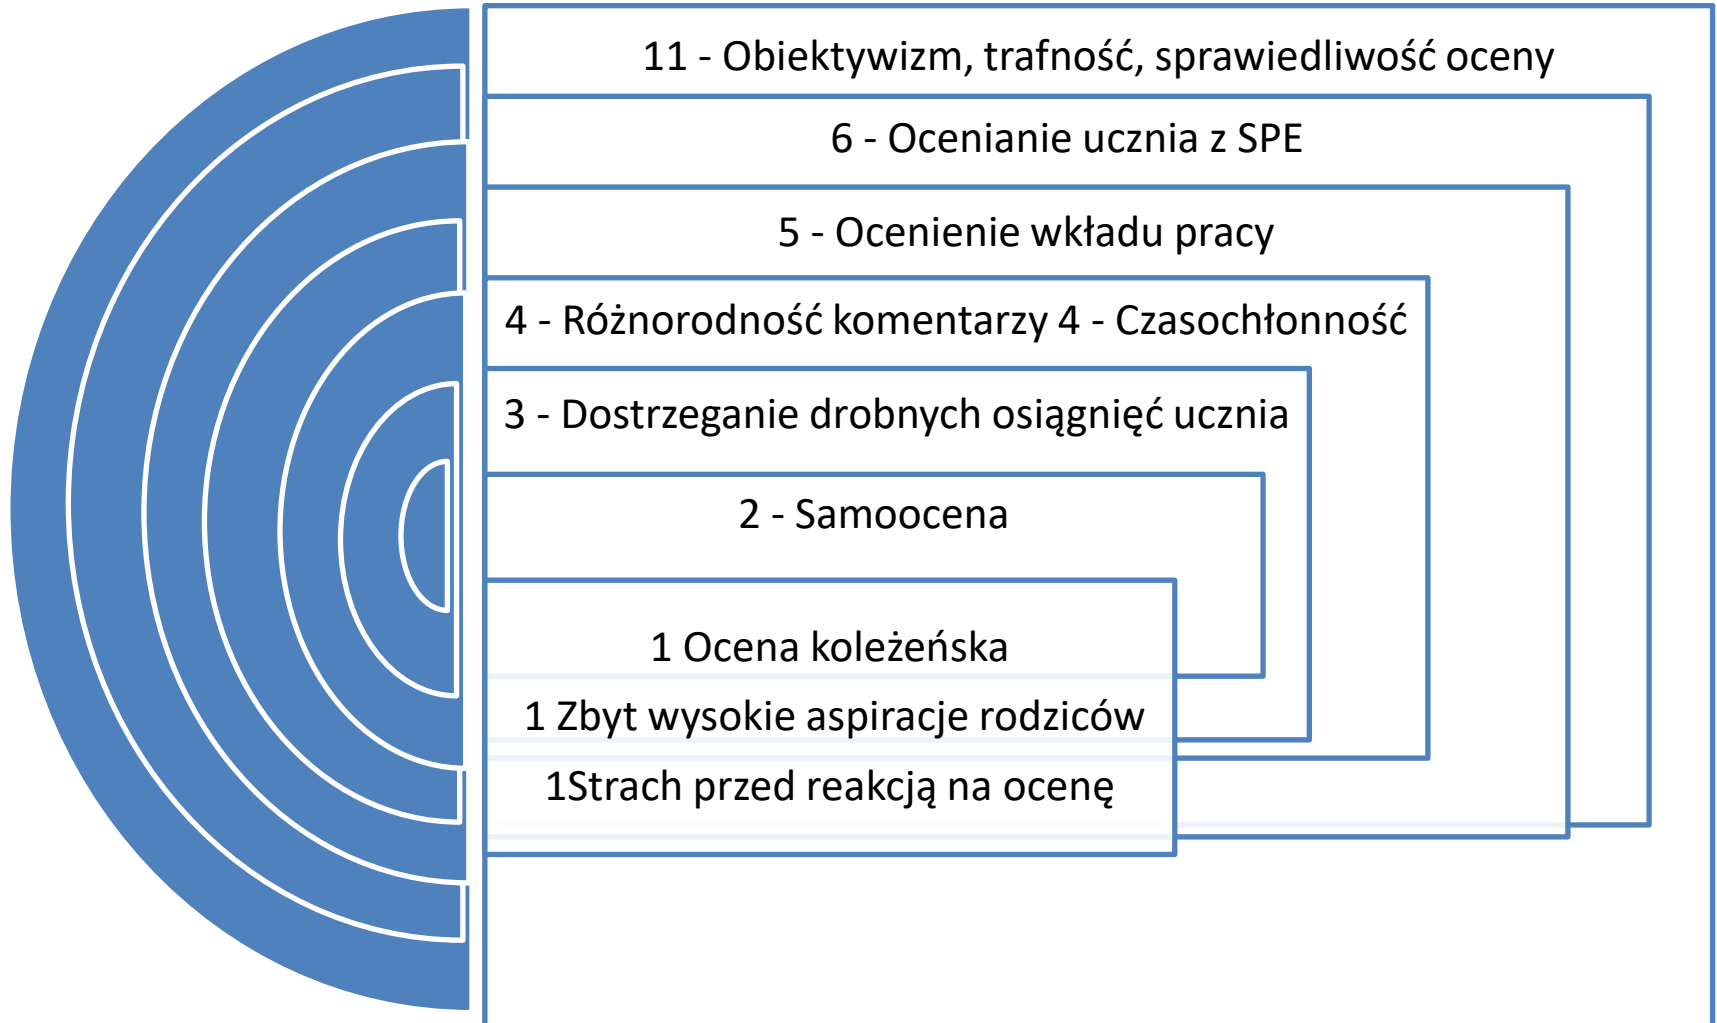 11 - Obiektywizm, trafność, sprawiedliwość oceny
6 - Ocenianie ucznia z SPE
5 - Ocenienie wkładu pracy
4 - Różnorodność komentarzy 4 - Czasochłonność
3 - Dostrzeganie drobnych osiągnięć ucznia
2 - Samoocena
1 Ocena koleżeńska
1 Zbyt wysokie aspiracje rodziców
1Strach przed reakcją na ocenę